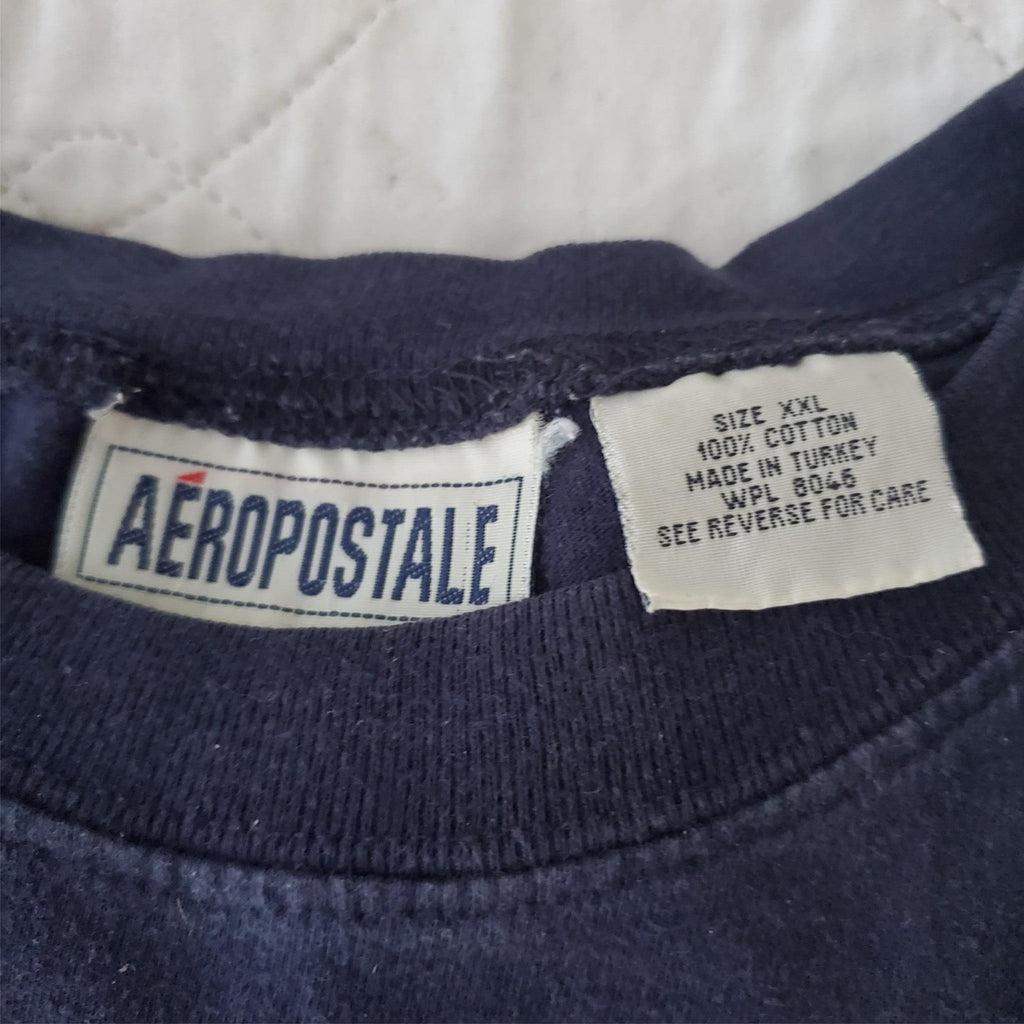 AÉROPOSTALE
SIZE XXL
100% COTTON
MADE IN TURKEY
WPL 8046
SEE REVERSE FOR CARE